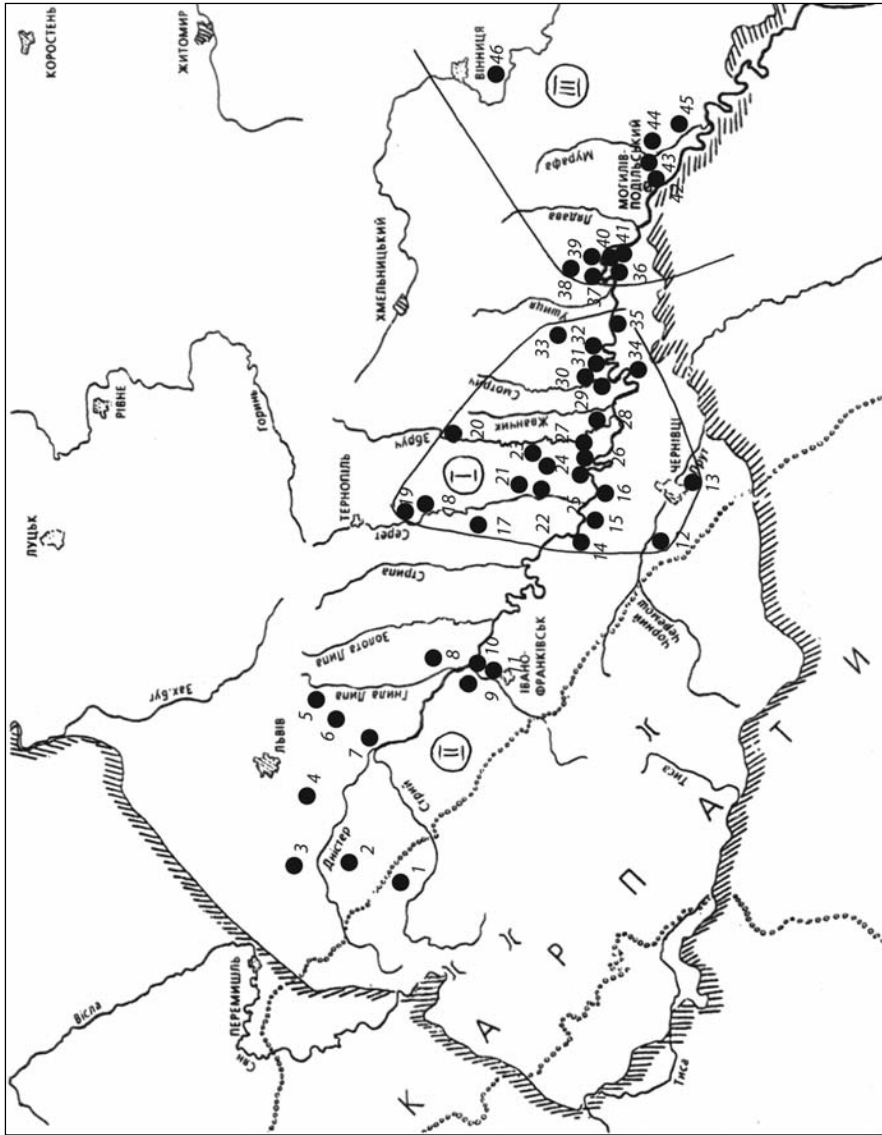 КОРОСТЕНЬ
ЖИТОМИР
ВІННИЦЯ
46
III
Мурафа
44
45
МОГИЛІВ-
ПОДІЛЬСЬКИЙ
43
42
Лядава
ХМЕЛЬНИЦЬКИЙ
39
40
41
38
37
36
Ушиця
33
32
35
31
34
30
Смотрич
29
28
Жванчик
РІВНЕ
Горинь
Збруч
20
27
23
26
24
I
21
25
16
ЧЕРНІВЦІ
Прут
13
ЛУЦЬК
ТЕРНОПІЛЬ
19
18
22
Серет
17
15
14
12
Стрипа
Чорний
Черемош
Золота Липа
8
10
11
ІВАНО-
ФРАНКІВСЬК
Зах.Буг
Гнила Липа
9
5
6
ЛЬВІВ
7
II
4
Стрий
Тиса
3
Дністер
2
1
ПЕРЕМИШЛЬ
Вісла
Сян
Тиса
К
А
Р
П
А
Т
И